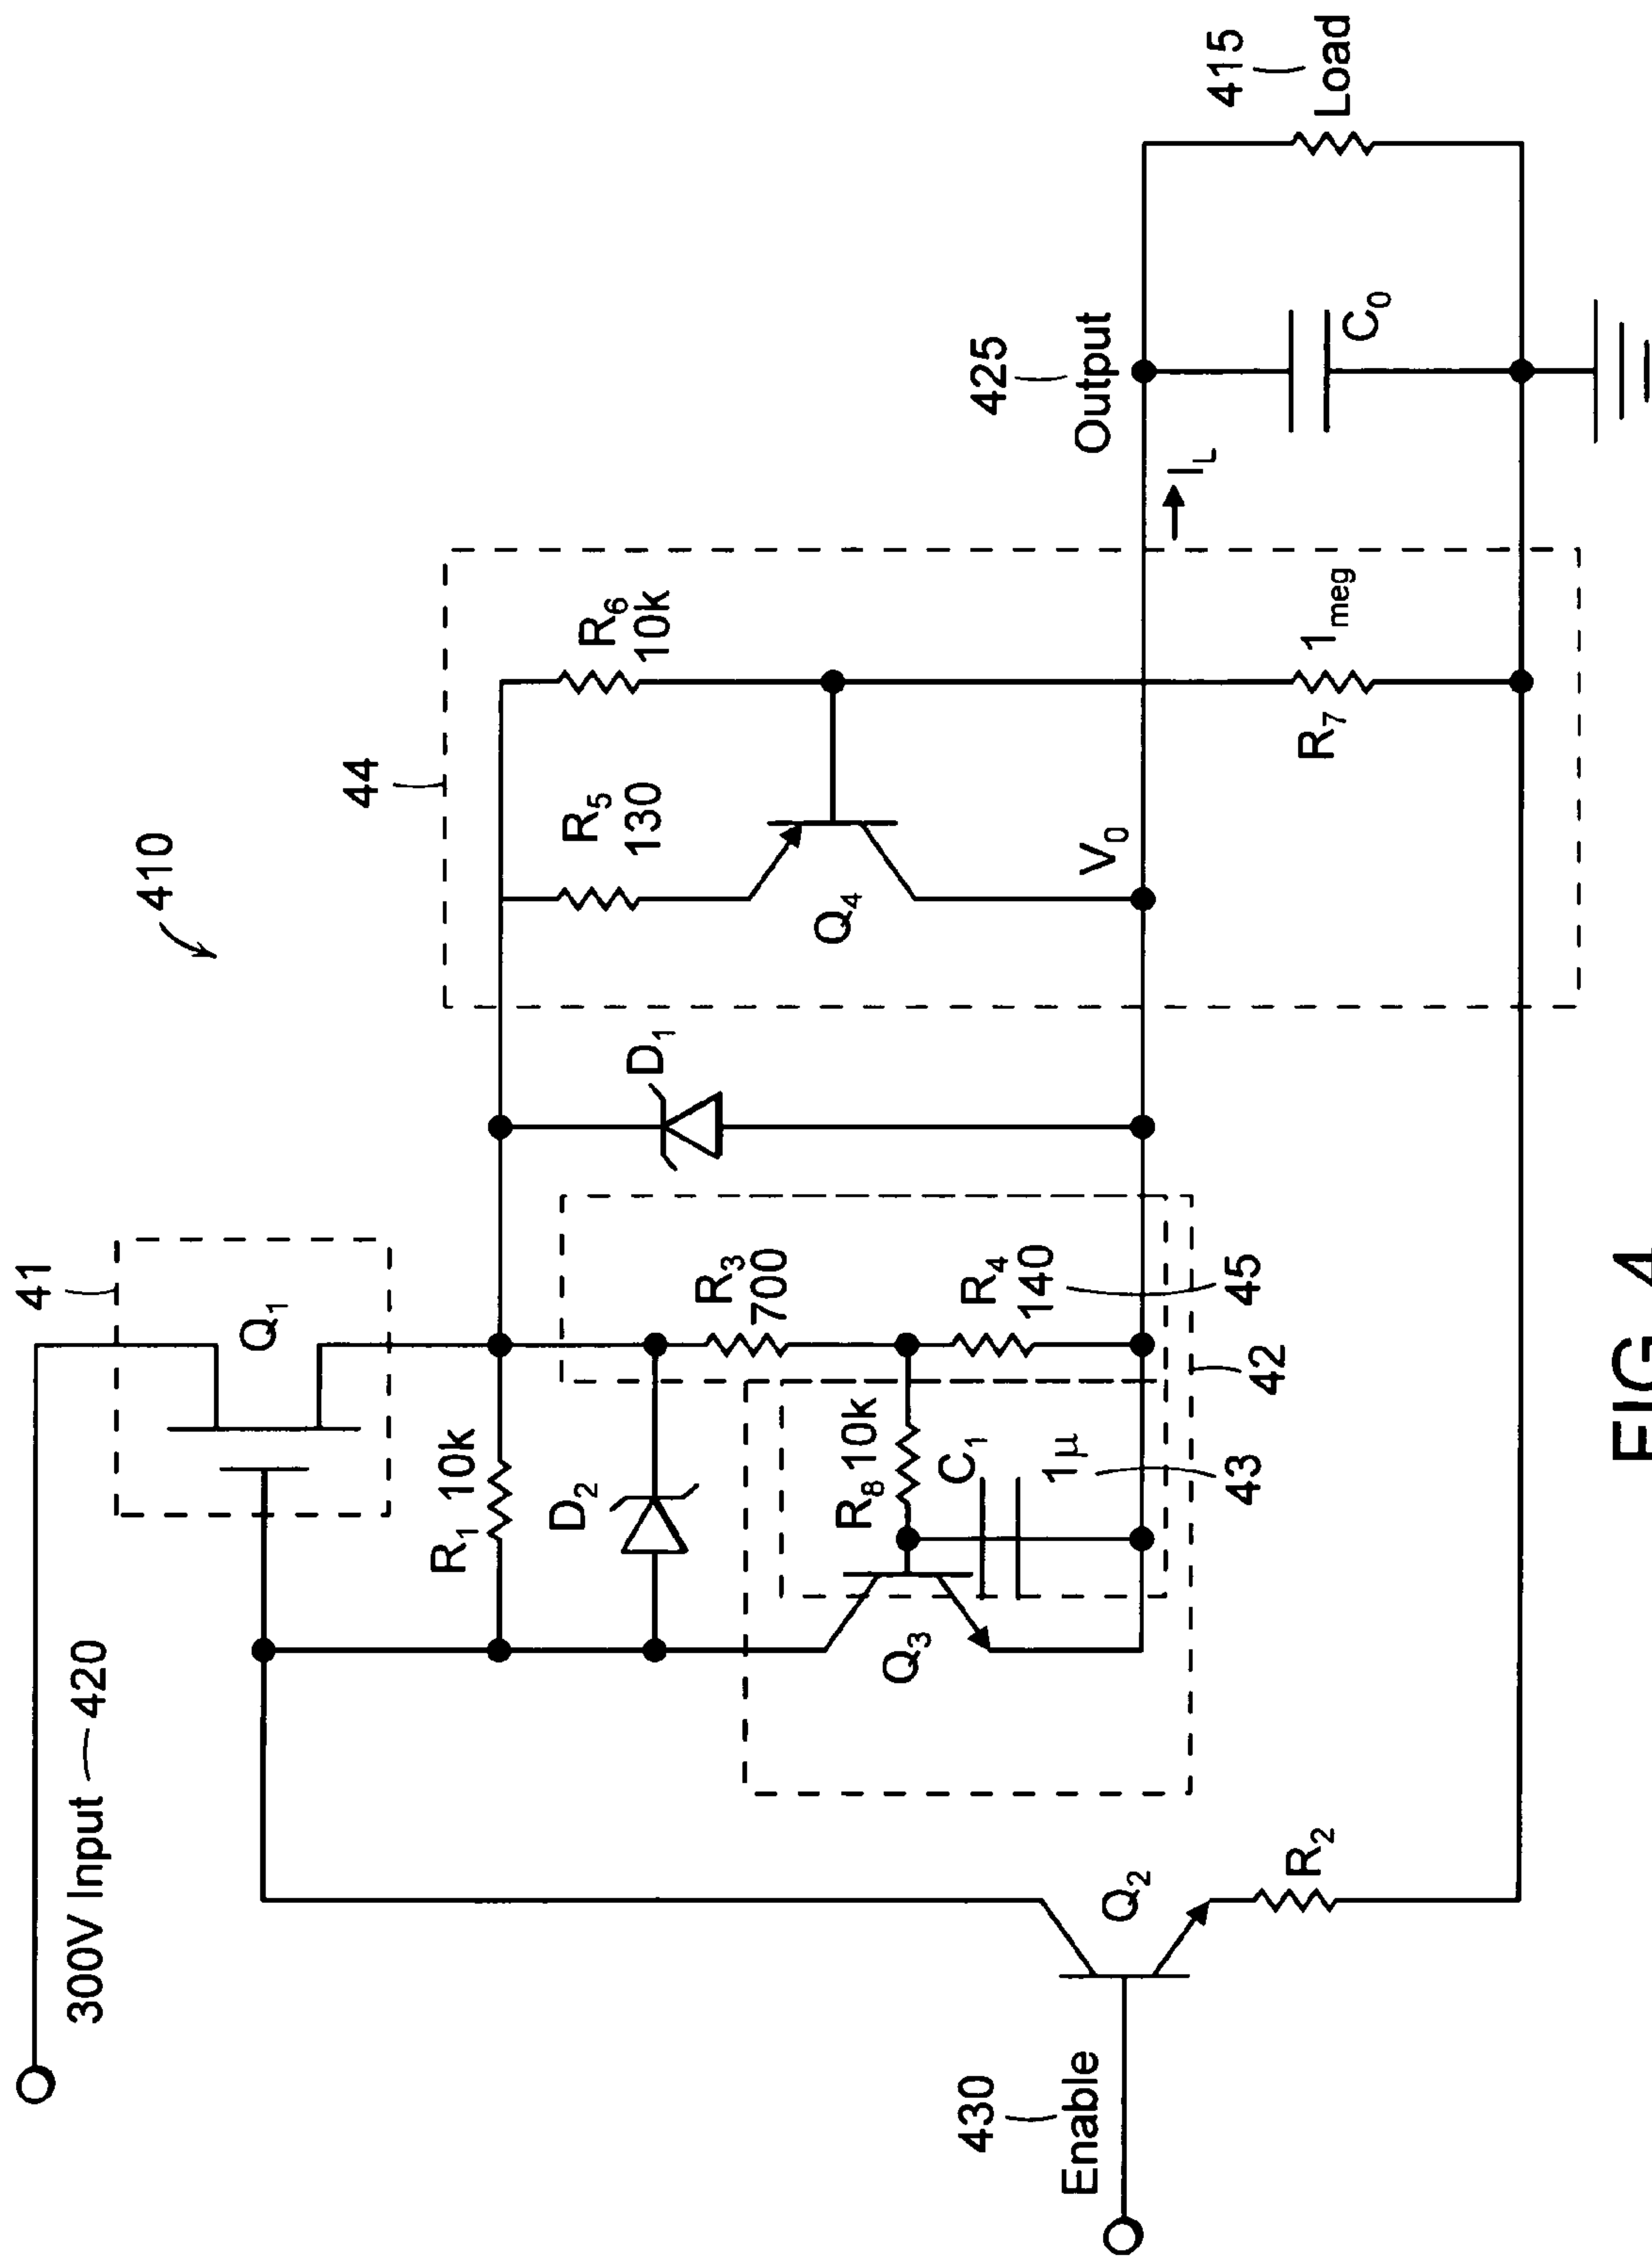 410
41
300V Input 420
Q1
R1 10k
D2
D1
44
R5
130
R6
10k
Q4
R3
700
R8 10k
C1
1μ
R4
140
Q3
V0
45
42
43
IL
425
Output
415
Load
C0
R7
1meg
430
Enable
Q2
R2
FIG. 4